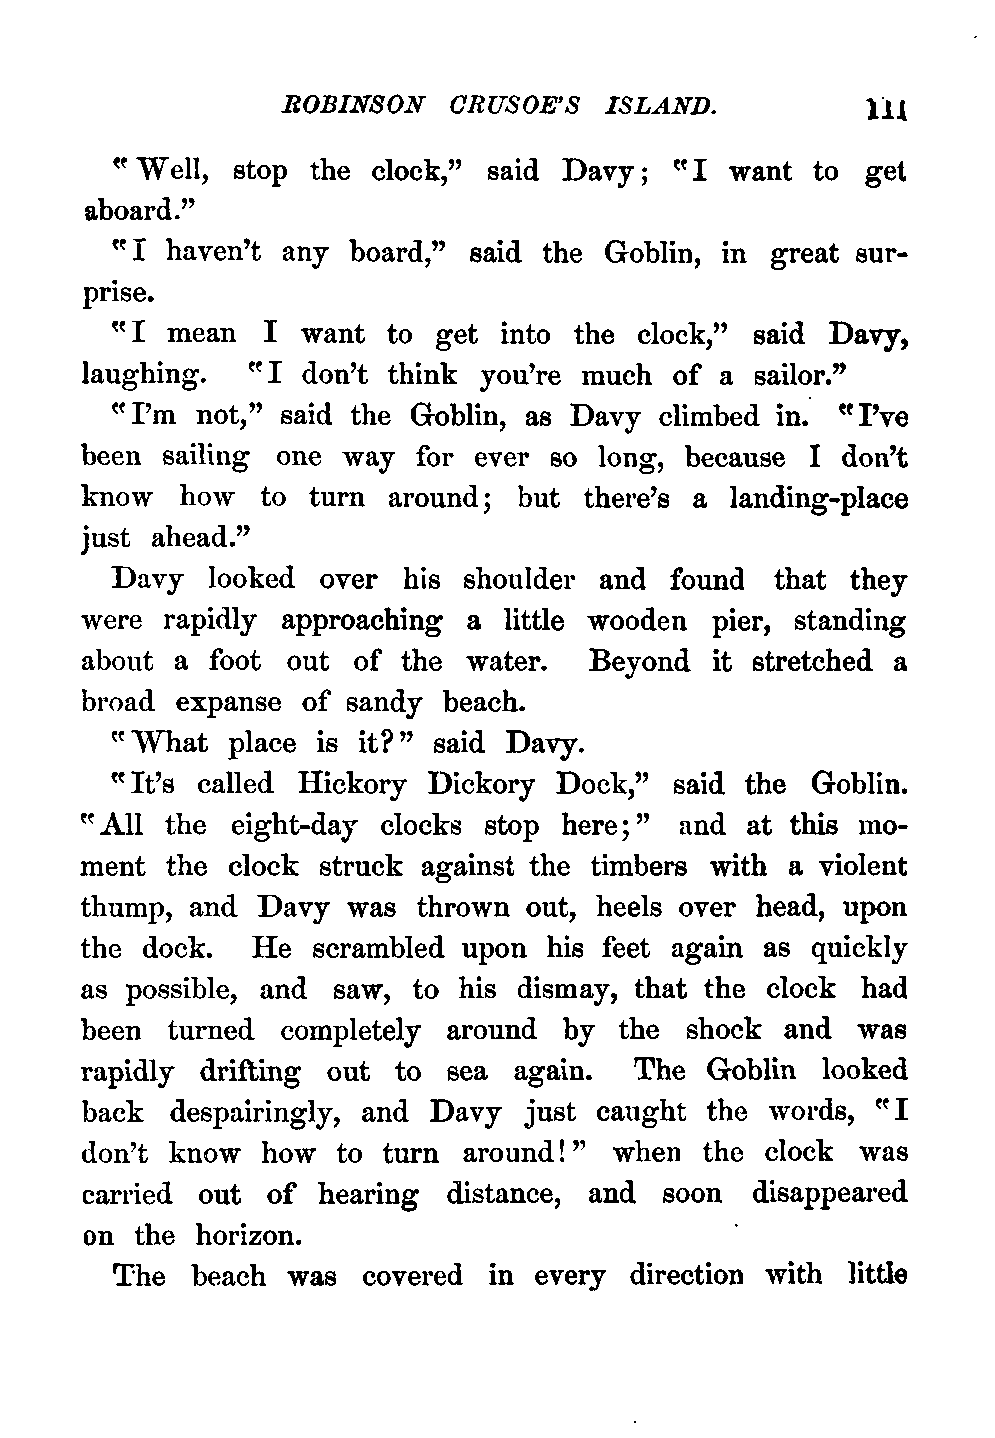 ROBINSON CRUSOE'S ISLAND. 111
“Well, stop the clock,” said Davy; “I want to get
aboard.”
“I haven't any board,” said the Goblin, in great sur-
prise.
“I mean I want to get into the clock,” said Davy,
laughing. “I don't think you're much of a sailor.”
“I'm not,” said the Goblin, as Davy climbed in. “I've
been sailing one way for ever so long, because I don't
know how to turn around; but there's a landing-place
just ahead.”
Davy looked over his shoulder and found that they
were rapidly approaching a little wooden pier, standing
about a foot out of the water. Beyond it stretched a
broad expanse of sandy beach.
“What place is it?” said Davy.
“It's called Hickory Dickory Dock,” said the Goblin.
“All the eight-day clocks stop here;” and at this mo-
ment the clock struck against the timbers with a violent
thump, and Davy was thrown out, heels over head, upon
the dock. He scrambled upon his feet again as quickly
as possible, and saw, to his dismay, that the clock had
been turned completely around by the shock and was
rapidly drifting out to sea again. The Goblin looked
back despairingly, and Davy just caught the words, “I
don't know how to turn around!” when the clock was
carried out of hearing distance, and soon disappeared
on the horizon.
The beach was covered in every direction with little